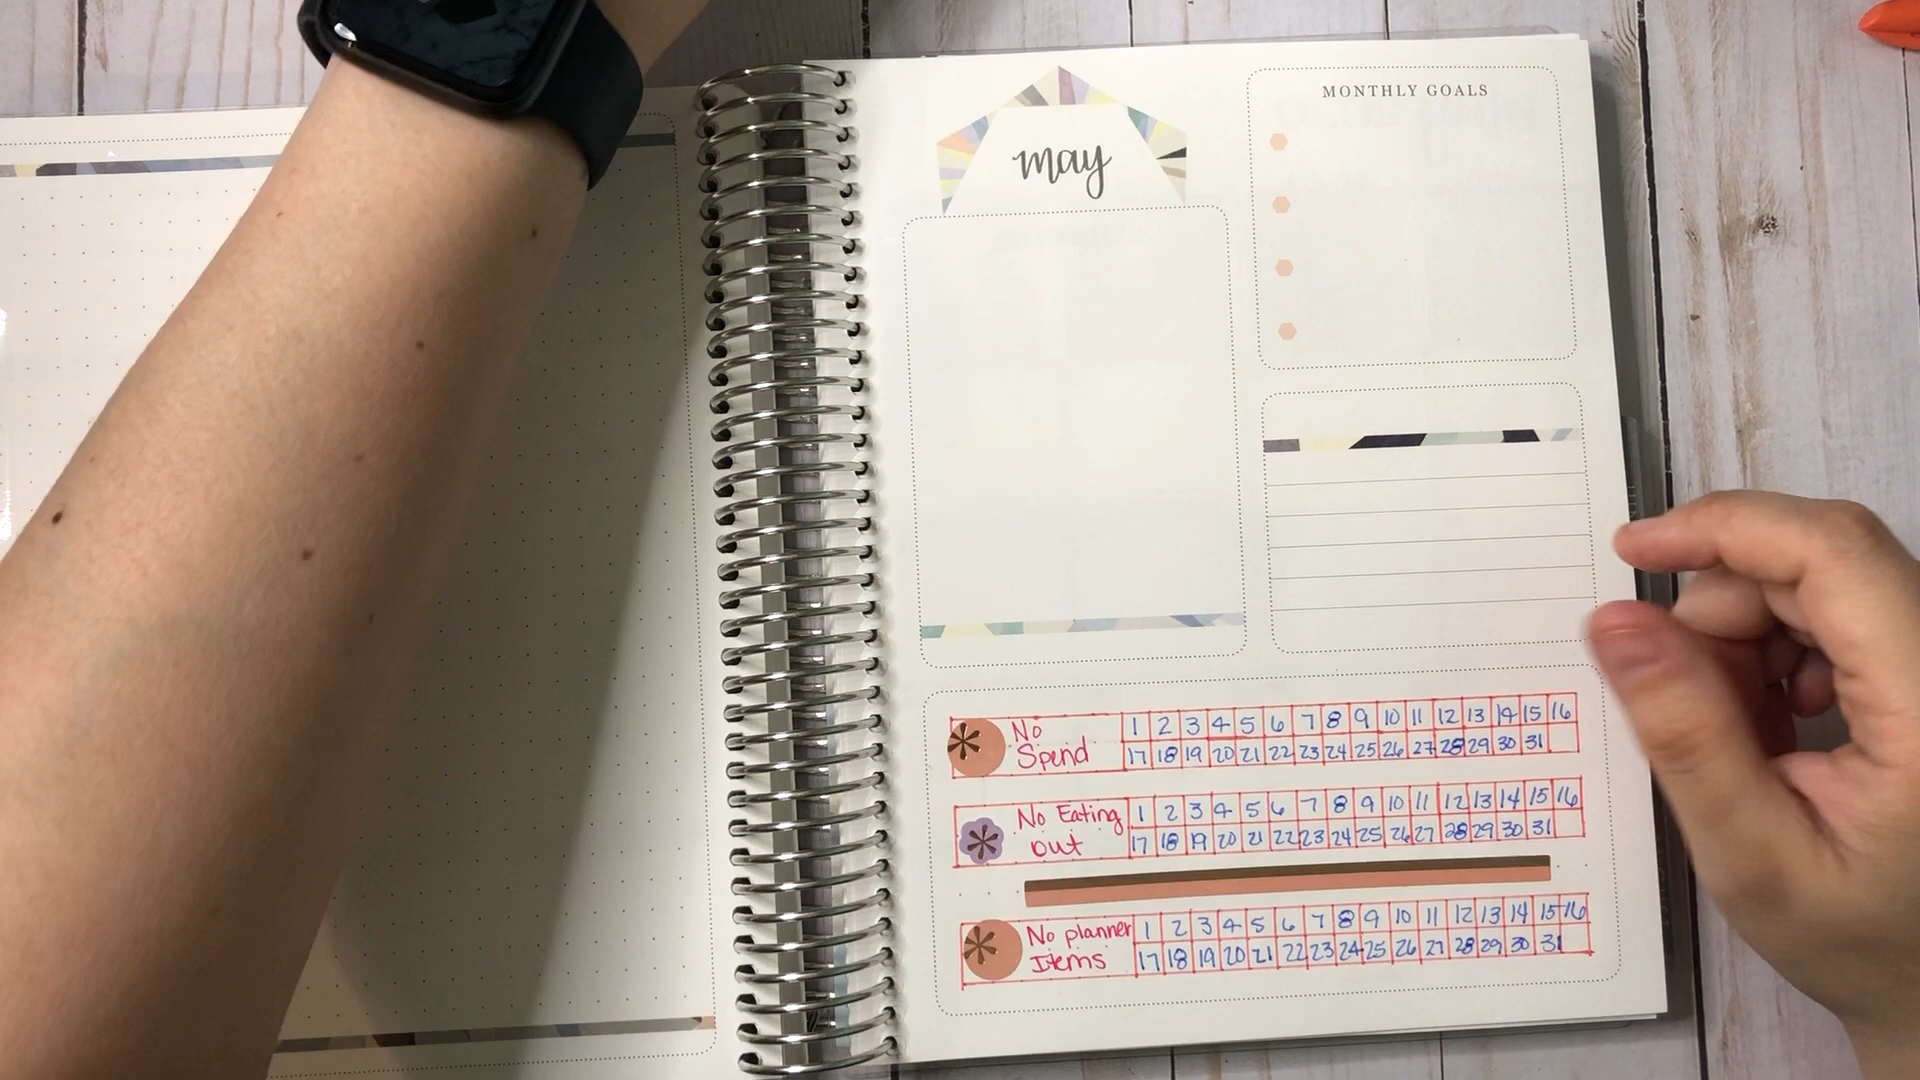 may
MONTHLY GOALS
No
Spend
1 2 3 4 5 6 7 8 9 10 11 12 13 14 15 16
17 18 19 20 21 22 23 24 25 26 27 28 29 30 31
No Eating
out
1 2 3 4 5 6 7 8 9 10 11 12 13 14 15 16
17 18 19 20 21 22 23 24 25 26 27 28 29 30 31
No planner
Items
1 2 3 4 5 6 7 8 9 10 11 12 13 14 15 16
17 18 19 20 21 22 23 24 25 26 27 28 29 30 31